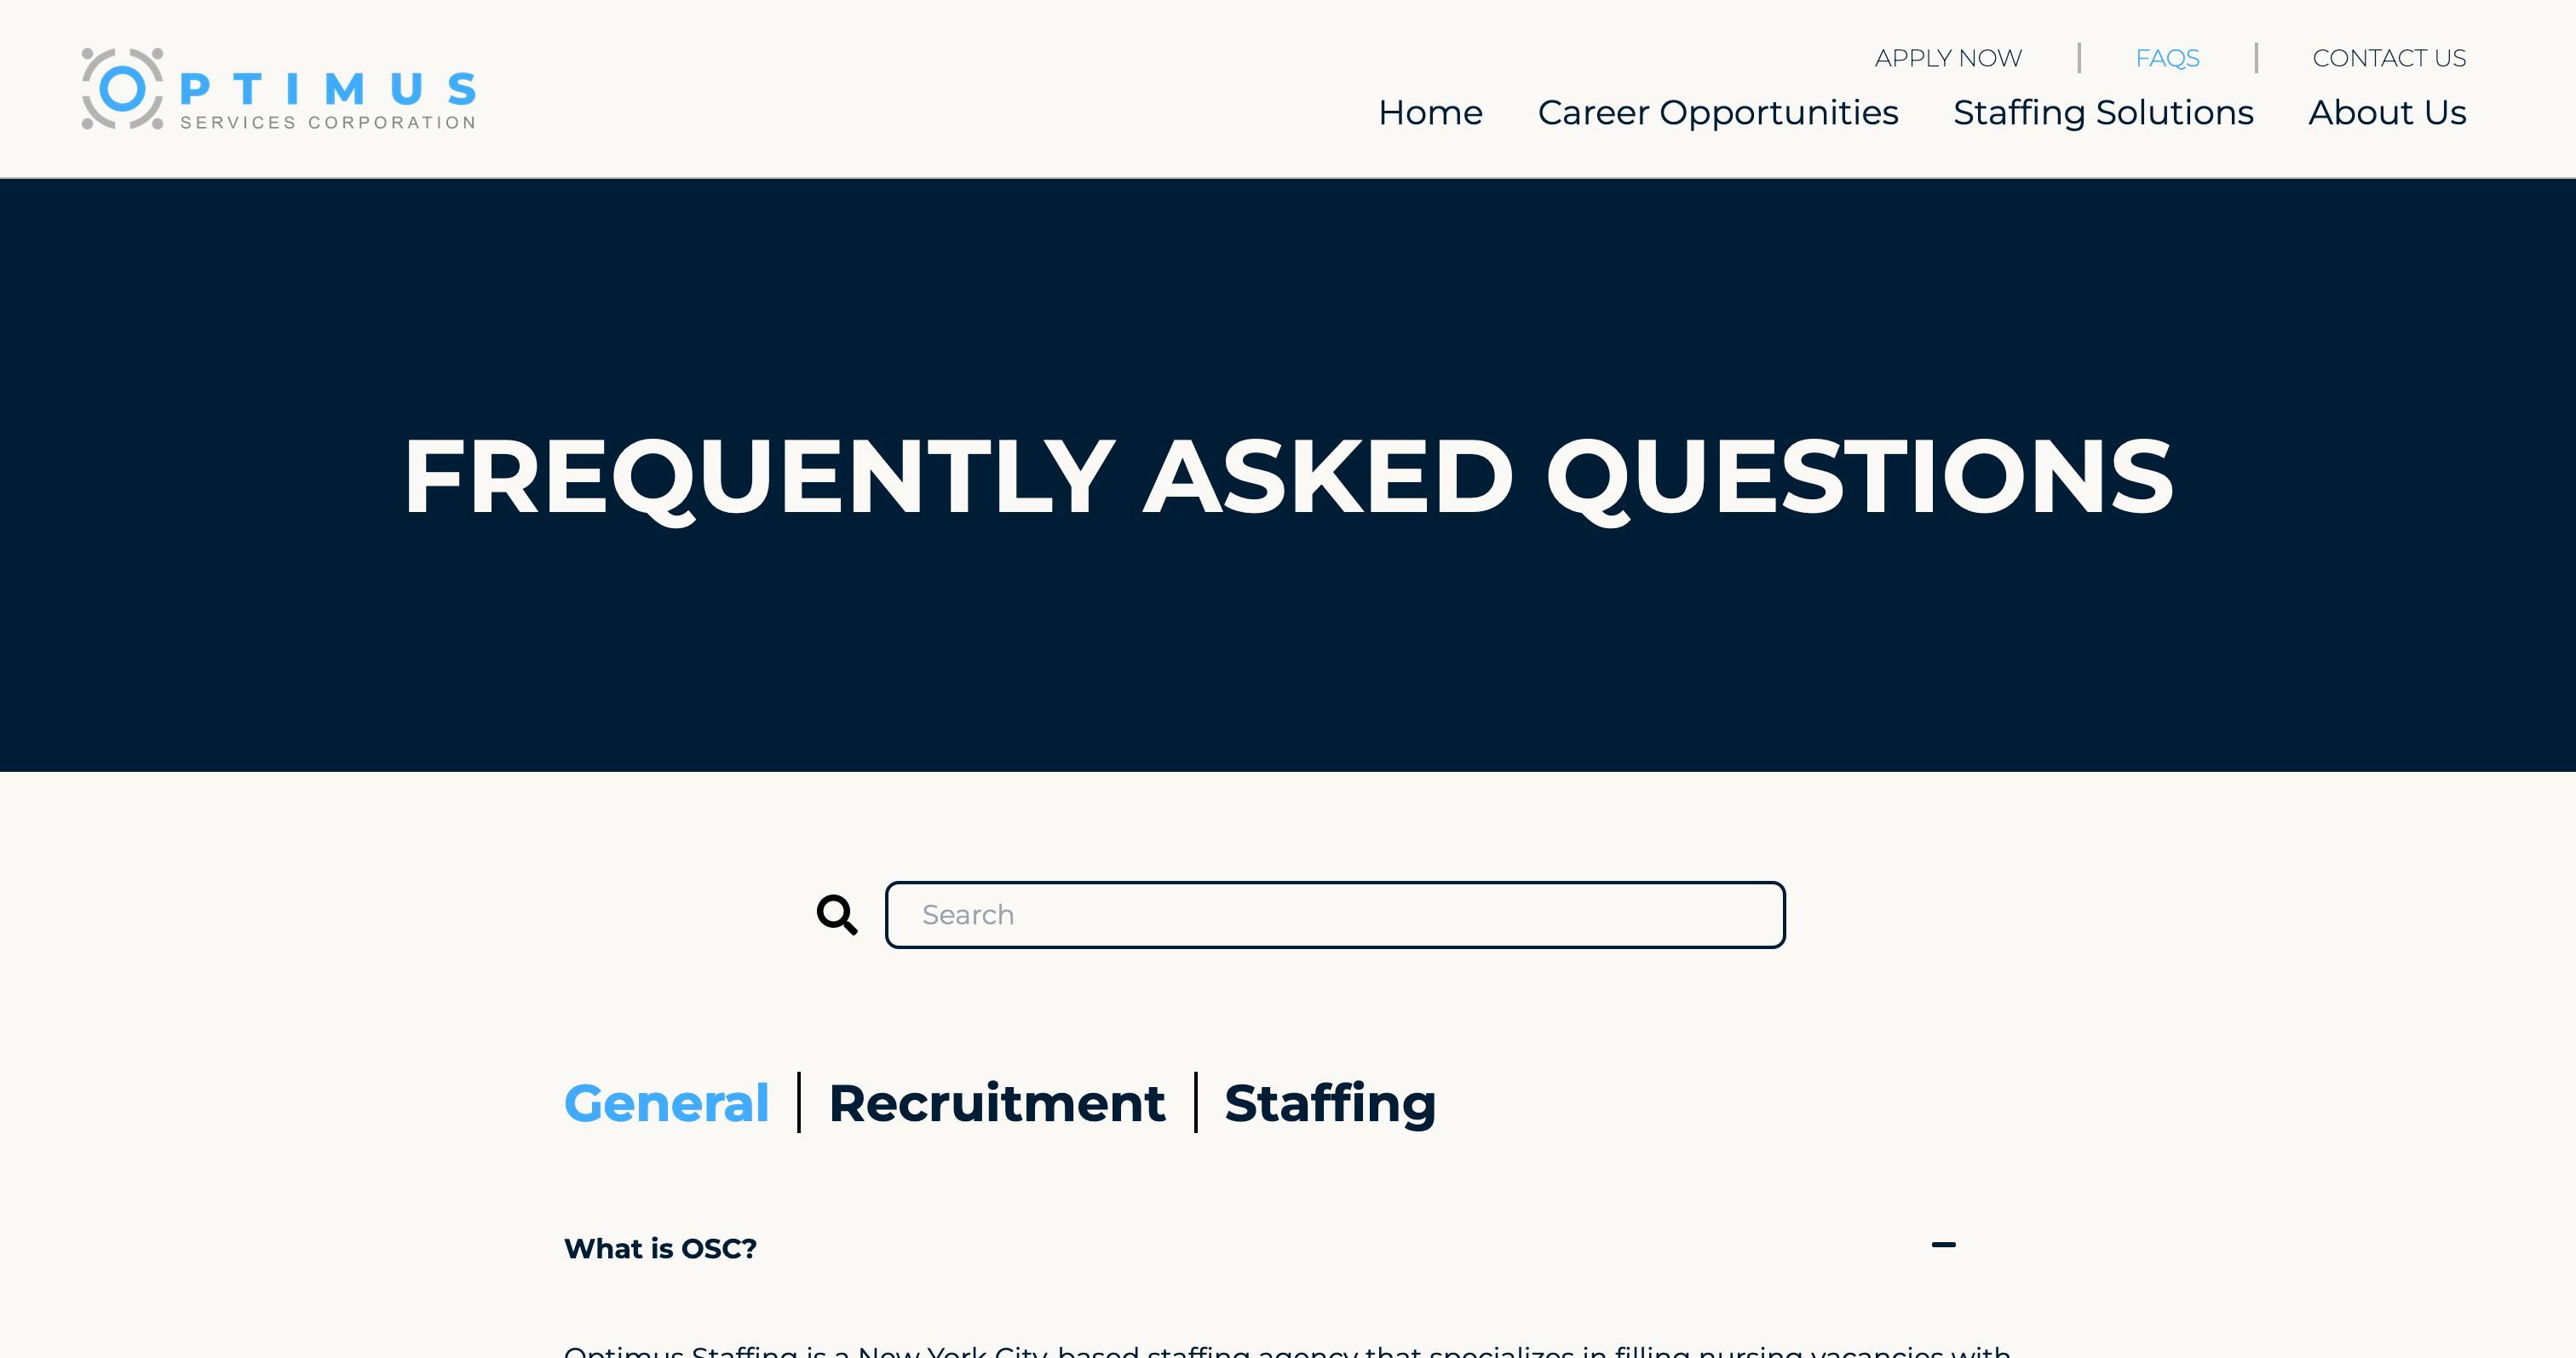 OPTIMUS
SERVICES CORPORATION
APPLY NOW
FAQS
CONTACT US
Home
Career Opportunities
Staffing Solutions
About Us
FREQUENTLY ASKED QUESTIONS
Search
General
Recruitment
Staffing
What is OSC?
Optimus Staffing is a New York City-based staffing agency that specializes in filling nursing vacancies with